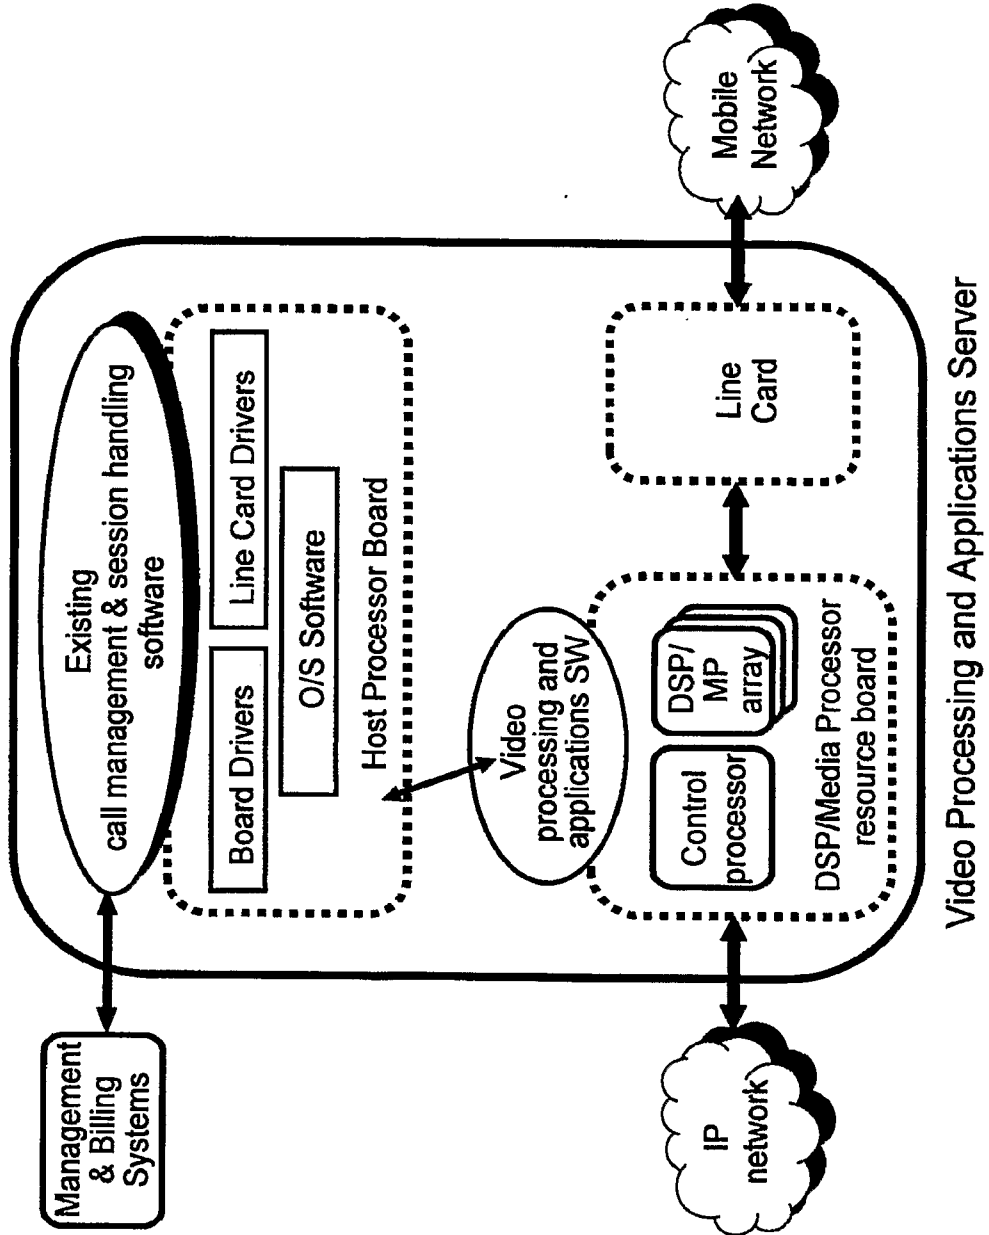 Management
& Billing
Systems
Existing
call management & session handling
software
Board Drivers
Line Card Drivers
O/S Software
Host Processor Board
Video
processing and
applications SW
Control
processor
DSP/
MP
array
DSP/Media Processor
resource board
Line
Card
IP
network
Mobile
Network
Video Processing and Applications Server